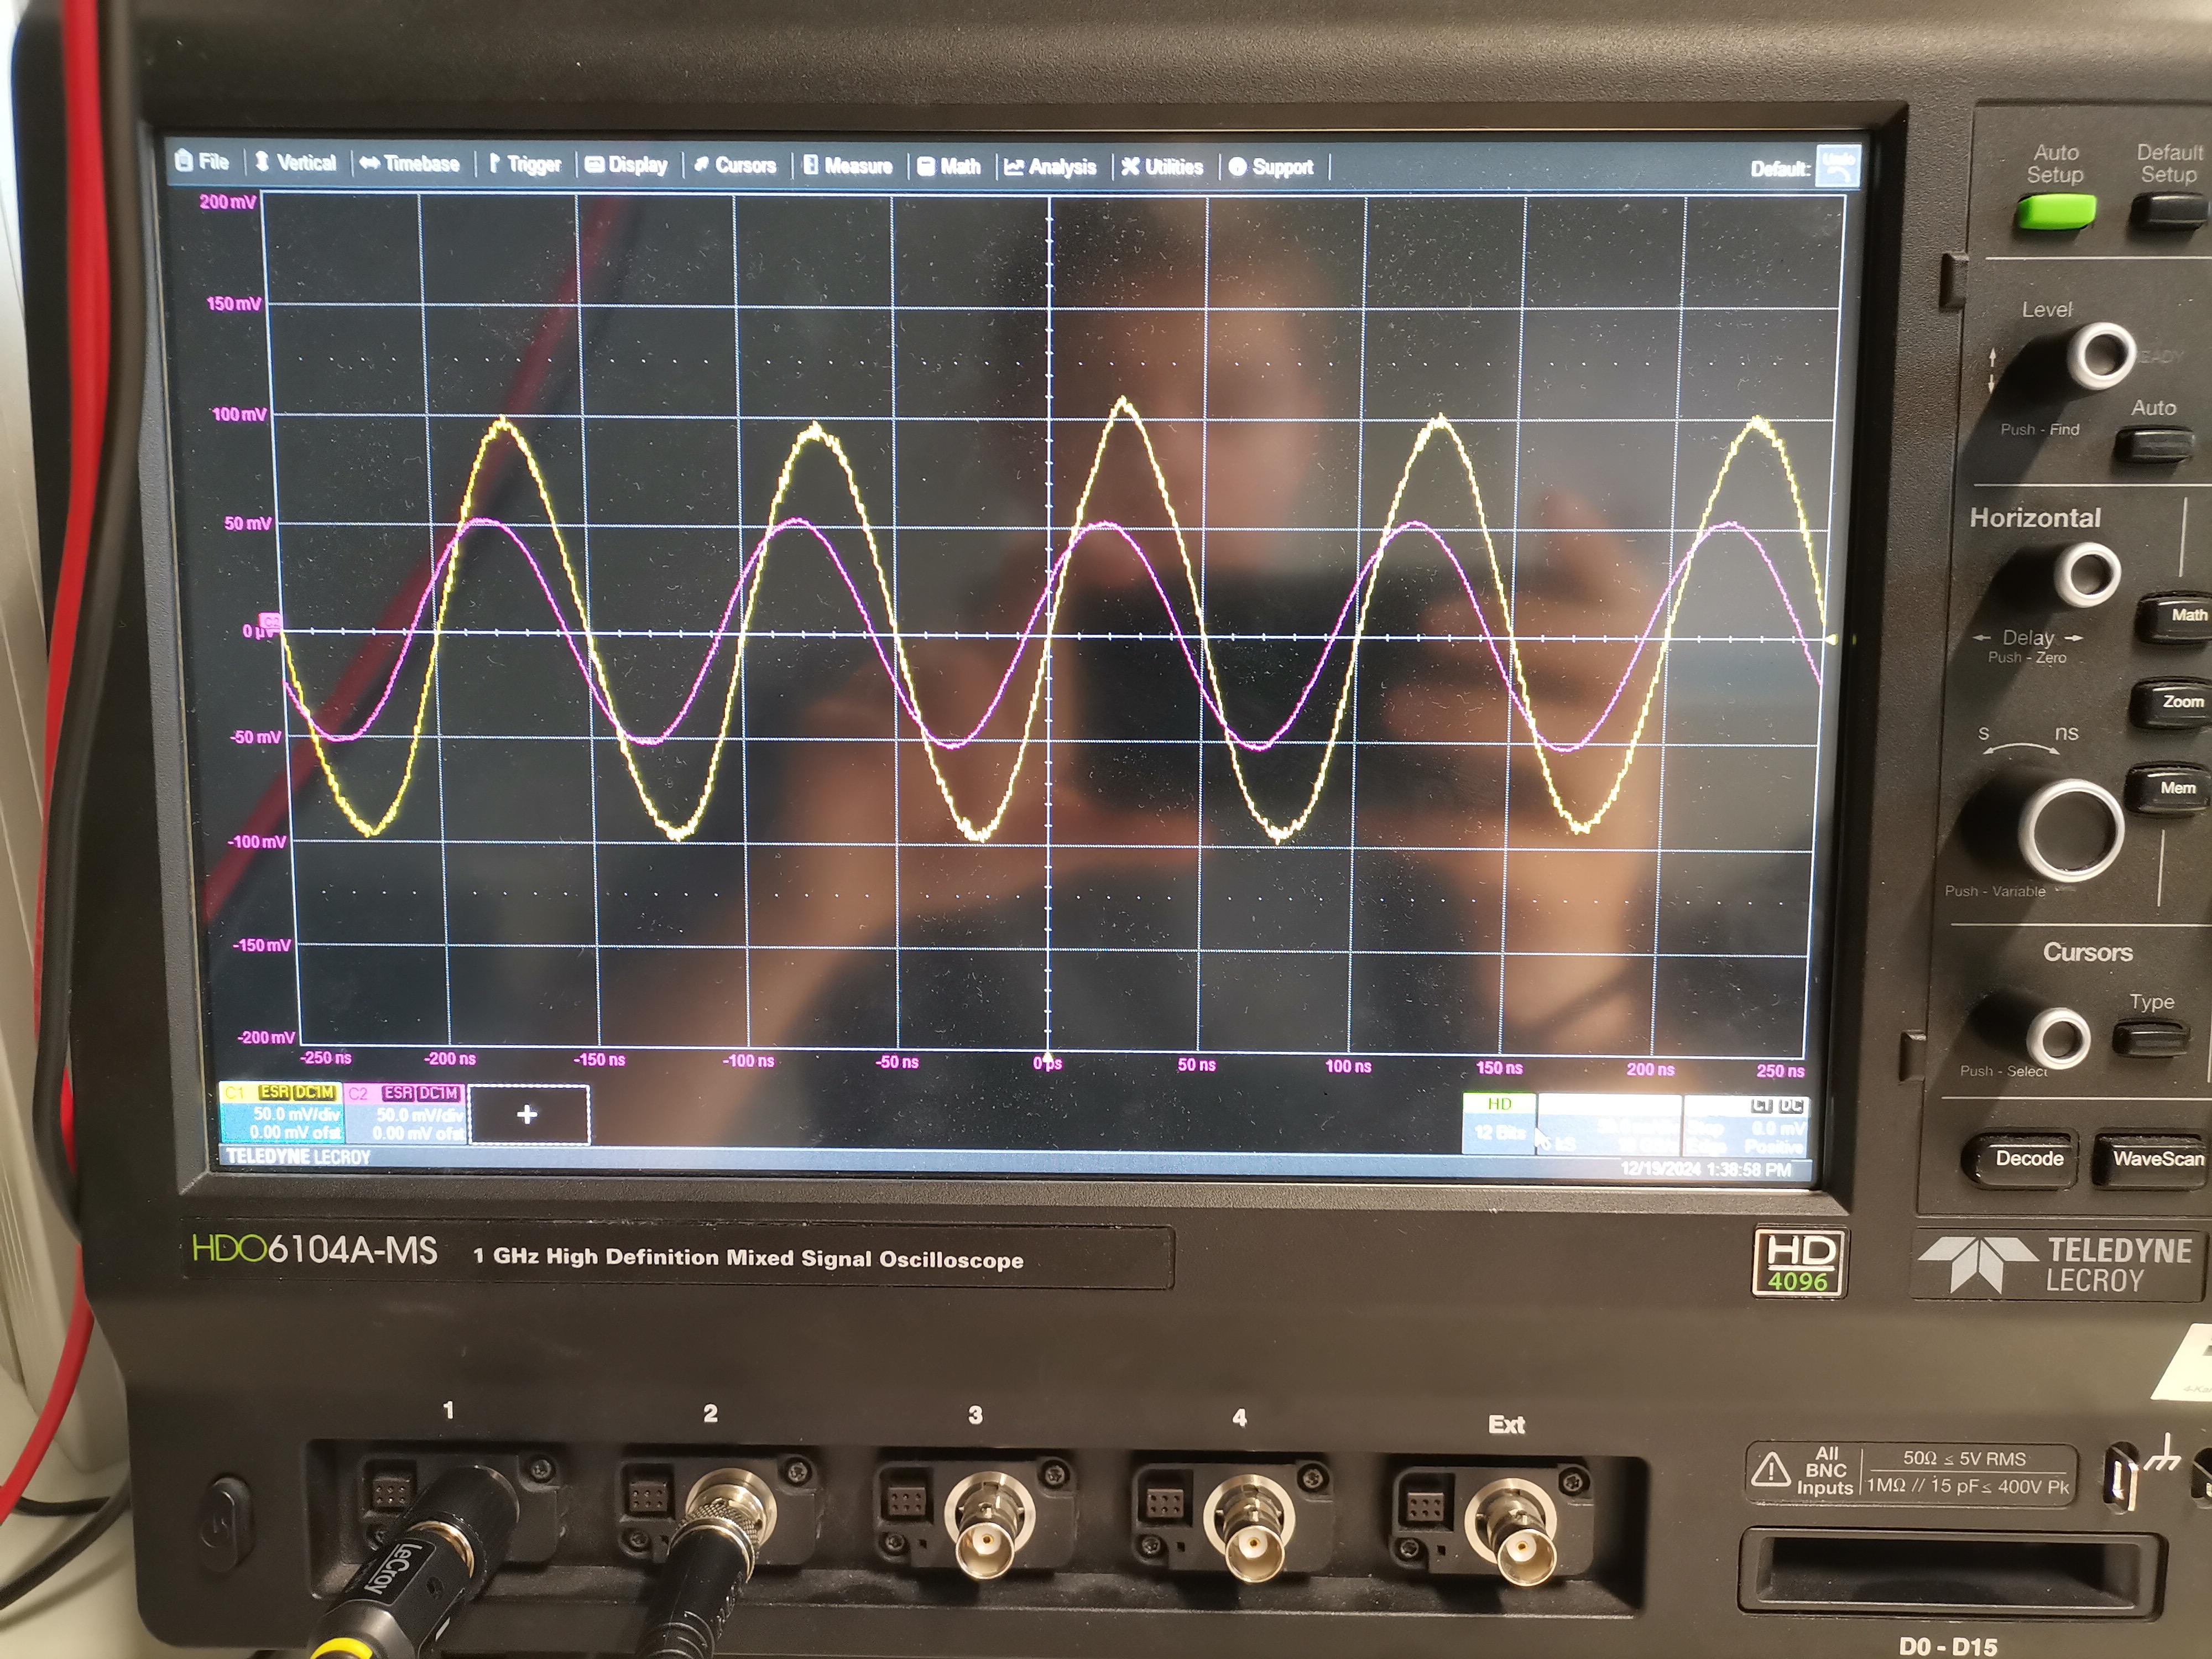 File Vertical Timebase Trigger Display Cursors Measure Math Analysis Utilities Support Default: Undo
200 mV
150 mV
100 mV
50 mV
C2
0 µV
-50 mV
-100 mV
-150 mV
-200 mV
-250 ns -200 ns -150 ns -100 ns -50 ns 0 ps 50 ns 100 ns 150 ns 200 ns 250 ns
C1 ESR DC1M C2 ESR DC1M
50.0 mV/div 50.0 mV/div
0.00 mV ofst 0.00 mV ofst
+
HD
12 Bits
C1 DC
0.0 mV
Edge Positive
TELEDYNE LECROY
12/19/2024 1:38:58 PM
Auto Setup
Default Setup
Level
READY
Auto
Push - Find
Horizontal
Delay
Push - Zero
Math
Zoom
S ns
Mem
Push - Variable
Cursors
Type
Push - Select
Decode
WaveScan
HDO6104A-MS 1 GHz High Definition Mixed Signal Oscilloscope
HD
4096
TELEDYNE
LECROY
1 2 3 4 Ext
LeCroy
All BNC Inputs
50Ω ≤ 5V RMS
1MΩ // 15 pF ≤ 400V Pk
D0 - D15